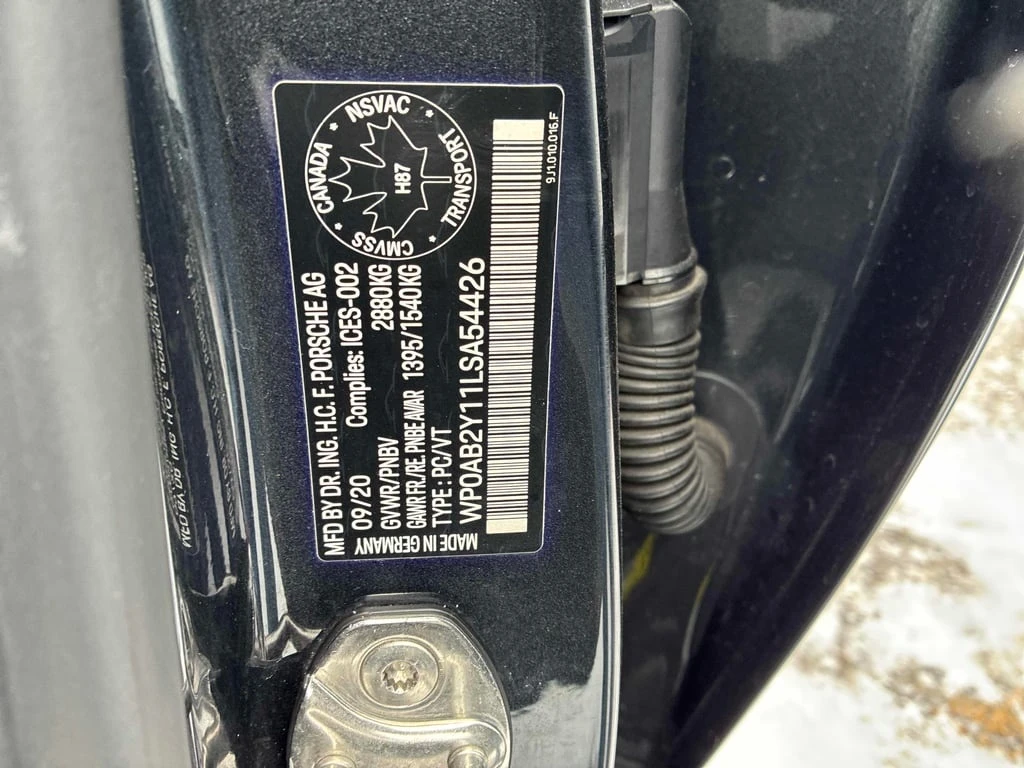 NSVAC
CANADA
TRANSPORT
CMVSS
H87
MFD BY DR. ING. H.C. F. PORSCHE AG
09/20 Complies: ICES-002
GVWR/PNBV 2880KG
GAWR FR./RE. PNBE AV/AR 1395/1540KG
TYPE: PC/VT
WP0AB2Y11LSA54426
MADE IN GERMANY
9J1.010.016.F